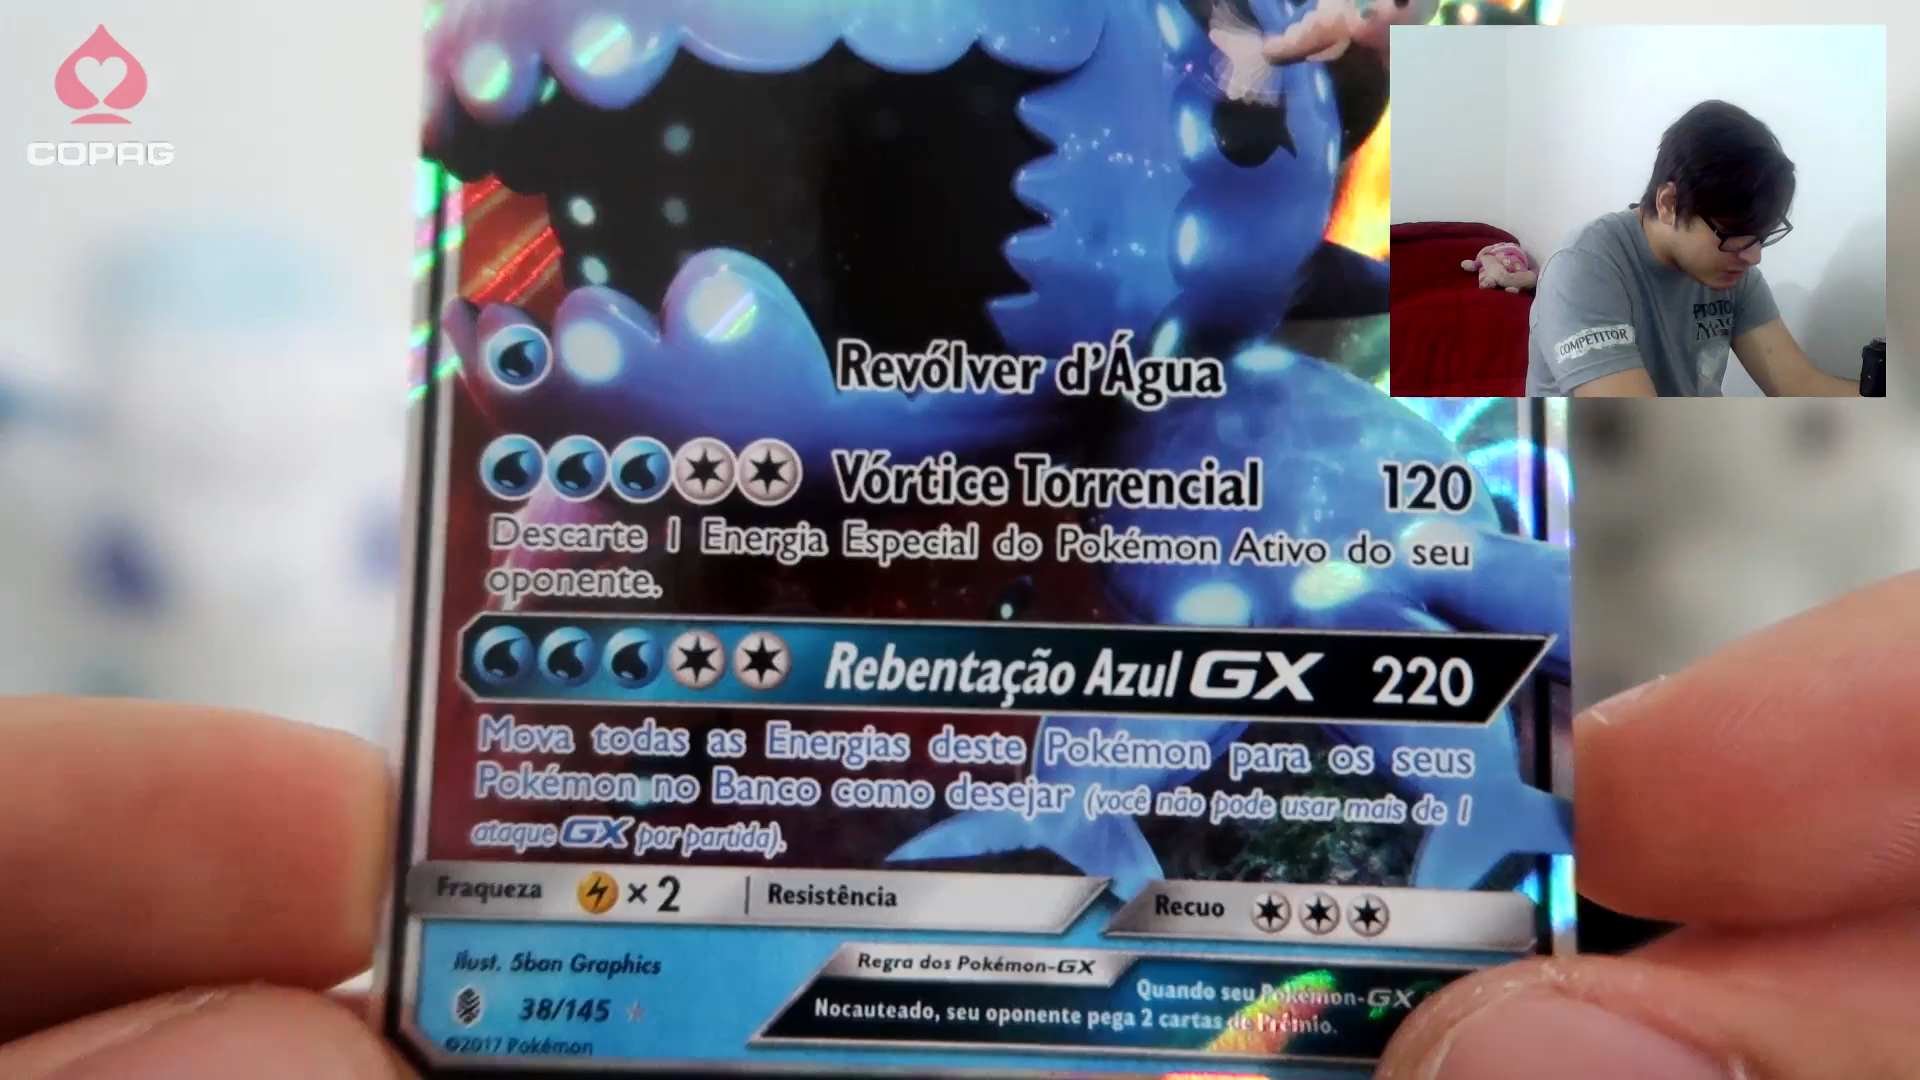 COPAG
PROTO
COMPETITOR
Revólver d'Água
Vórtice Torrencial 120
Descarte 1 Energia Especial do Pokémon Ativo do seu
oponente.
Rebentação Azul GX 220
Mova todas as Energias deste Pokémon para os seus
Pokémon no Banco como desejar (você não pode usar mais de 1
ataque GX por partida).
Fraqueza ×2 Resistência Recuo
Ilust. 5ban Graphics
38/145
©2017 Pokémon
Regra dos Pokémon-GX
Quando seu Pokémon-GX
Nocauteado, seu oponente pega 2 cartas de Prêmio.